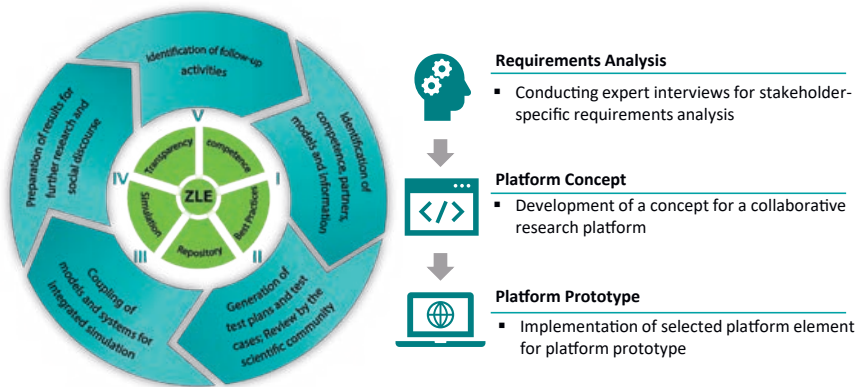 Identification of follow-up
activities
Identification of
competence, partners,
models and information
Generation of
test plans and test
cases; Review by the
scientific community
Coupling of
models and systems for
integrated simulation
Preparation of results for
further research and
social discourse
V
I
II
III
IV
Transparency
competence
Best Practices
Repository
Simulation
ZLE
Requirements Analysis
▪ Conducting expert interviews for stakeholder-
specific requirements analysis
</>
Platform Concept
▪ Development of a concept for a collaborative
research platform
Platform Prototype
▪ Implementation of selected platform element
for platform prototype